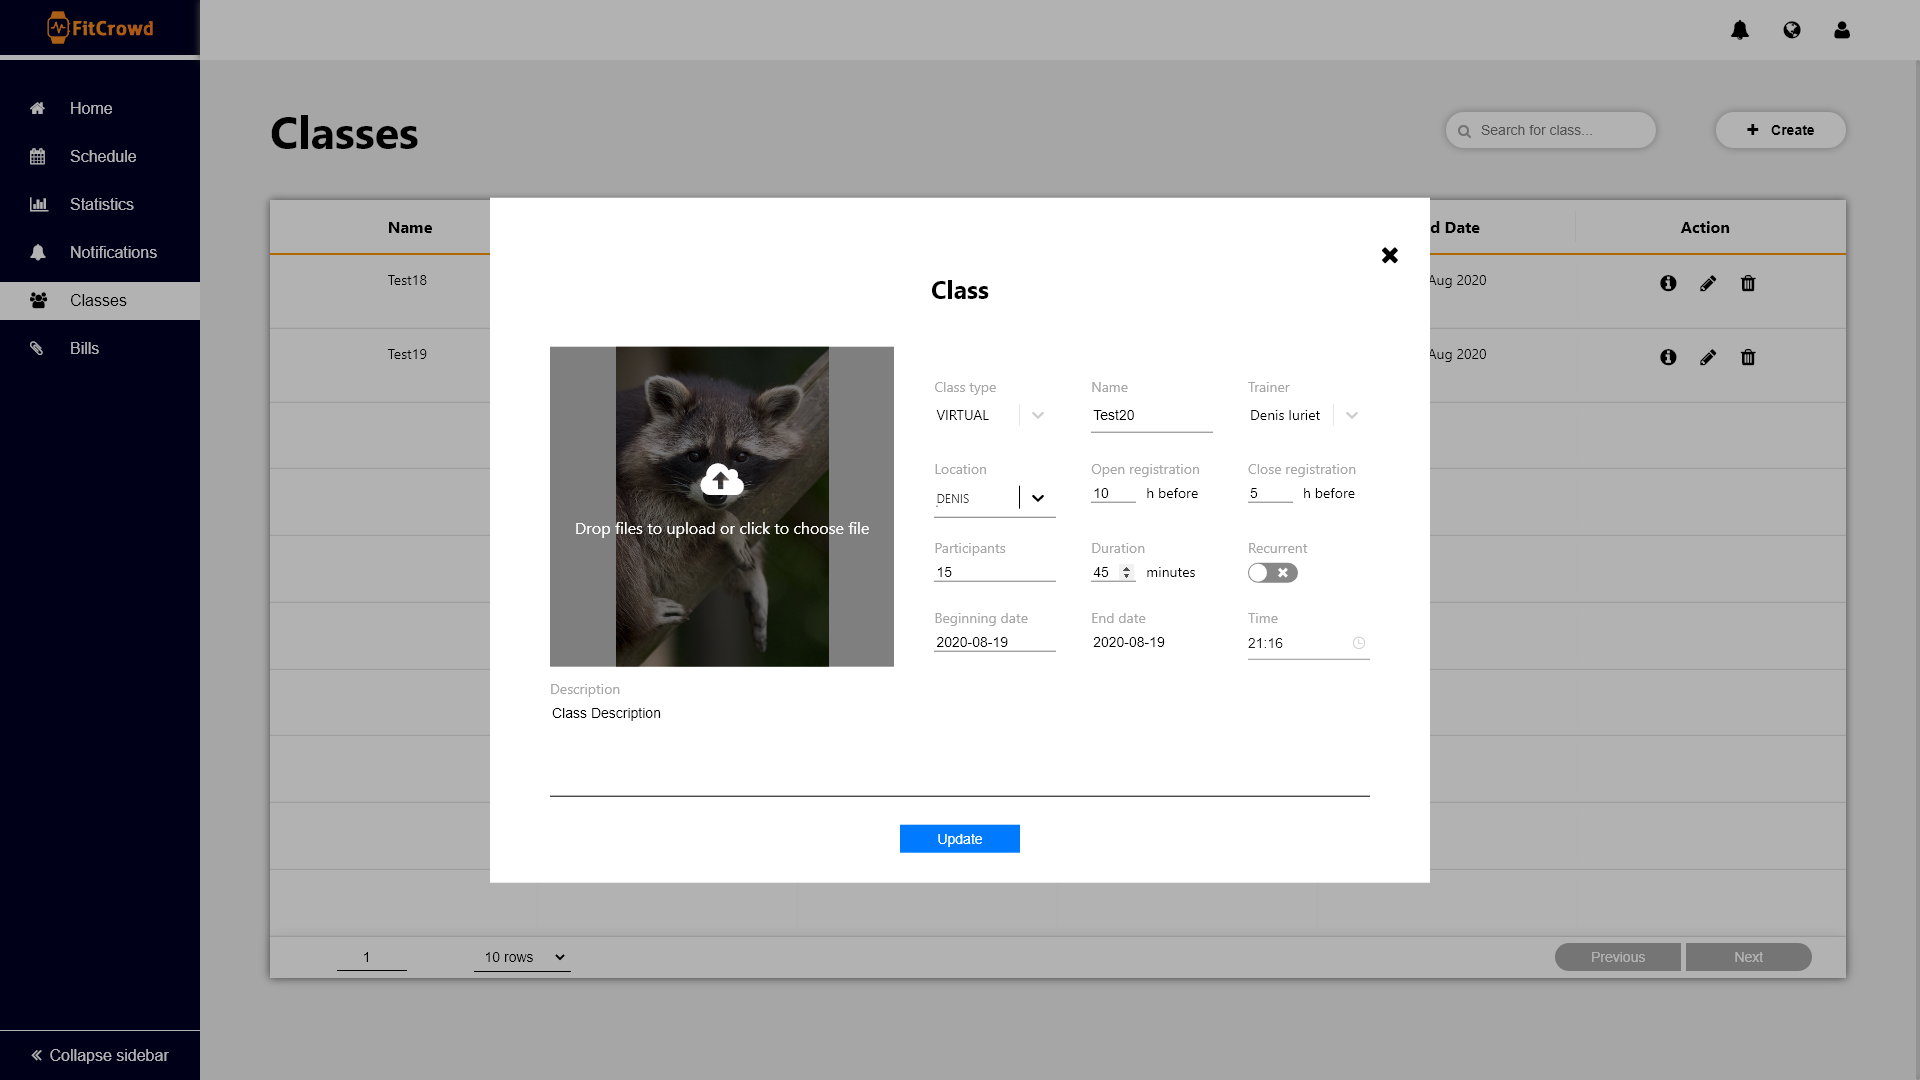 FitCrowd
Home
Schedule
Statistics
Notifications
Classes
Bills
Collapse sidebar
Classes
Search for class...
Create
Name
d Date
Action
Test18
Aug 2020
Test19
Aug 2020
Class
Drop files to upload or click to choose file
Class type
Name
Trainer
VIRTUAL
Test20
Denis Iuriet
Location
Open registration
Close registration
DENIS
10 h before
5 h before
Participants
Duration
Recurrent
15
45 minutes
Beginning date
End date
Time
2020-08-19
2020-08-19
21:16
Description
Class Description
Update
1
10 rows
Previous
Next